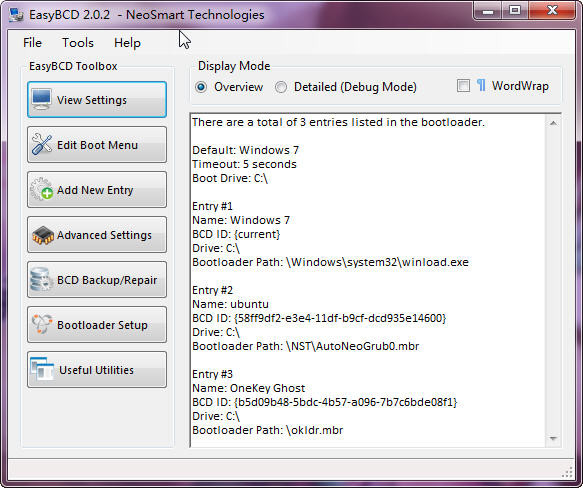 EasyBCD 2.0.2 - NeoSmart Technologies
File Tools Help
EasyBCD Toolbox
View Settings
Edit Boot Menu
Add New Entry
Advanced Settings
BCD Backup/Repair
Bootloader Setup
Useful Utilities
Display Mode
Overview Detailed (Debug Mode) ¶ WordWrap
There are a total of 3 entries listed in the bootloader.
Default: Windows 7
Timeout: 5 seconds
Boot Drive: C:\
Entry #1
Name: Windows 7
BCD ID: {current}
Drive: C:\
Bootloader Path: \Windows\system32\winload.exe
Entry #2
Name: ubuntu
BCD ID: {58ff9df2-e3e4-11df-b9cf-dcd935e14600}
Drive: C:\
Bootloader Path: \NST\AutoNeoGrub0.mbr
Entry #3
Name: OneKey Ghost
BCD ID: {b5d09b48-5bdc-4b57-a096-7b7c6bde08f1}
Drive: C:\
Bootloader Path: \okldr.mbr